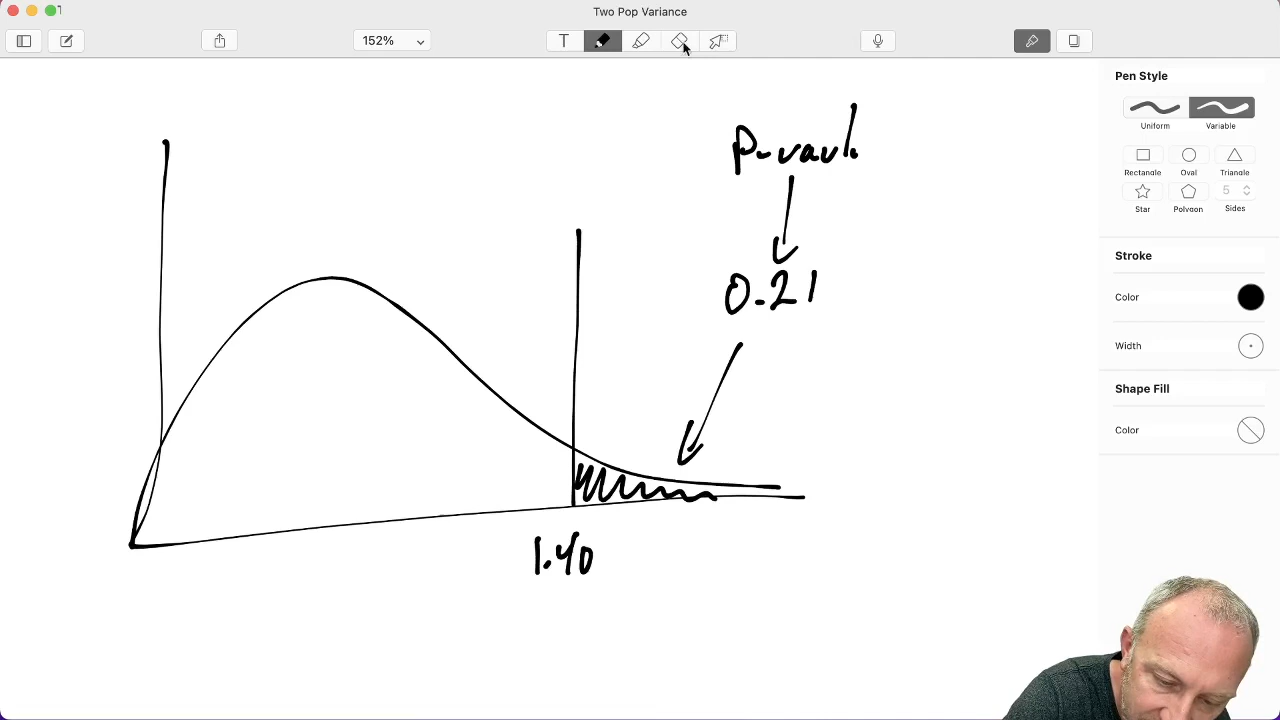 Two Pop Variance
152%
T
Pen Style
Uniform
Variable
Rectangle
Oval
Triangle
Star
Polygon
5
Sides
Stroke
Color
Width
Shape Fill
Color
0.21
1.40